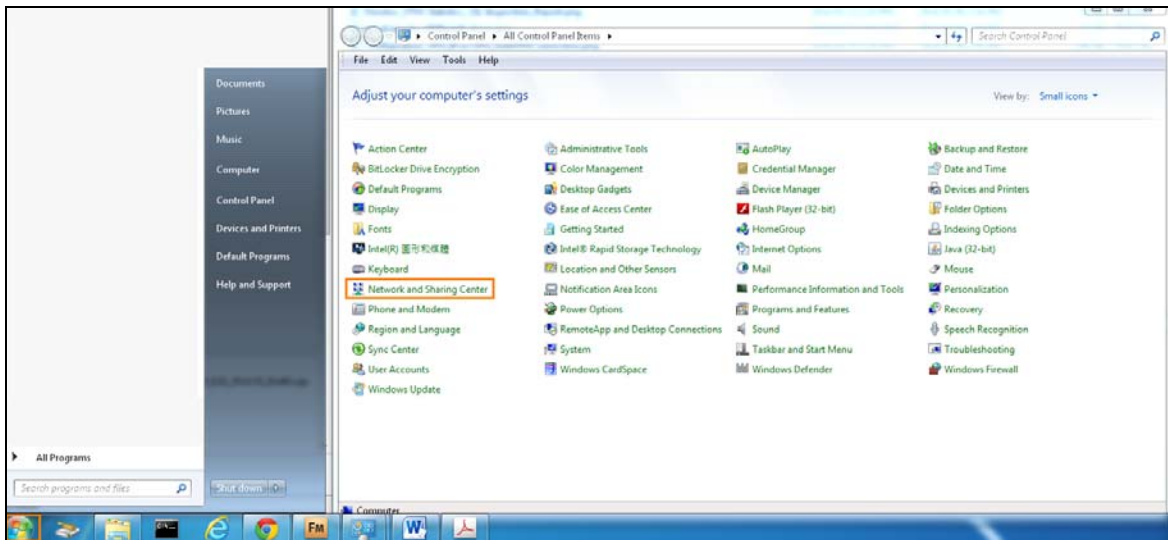 Control Panel ▸ All Control Panel Items ▸
Search Control Panel
File Edit View Tools Help
Adjust your computer's settings
View by: Small icons
Action Center
Administrative Tools
AutoPlay
Backup and Restore
BitLocker Drive Encryption
Color Management
Credential Manager
Date and Time
Default Programs
Desktop Gadgets
Device Manager
Devices and Printers
Display
Ease of Access Center
Flash Player (32-bit)
Folder Options
Fonts
Getting Started
HomeGroup
Indexing Options
Intel(R) 圖形和媒體
Intel® Rapid Storage Technology
Internet Options
Java (32-bit)
Keyboard
Location and Other Sensors
Mail
Mouse
Network and Sharing Center
Notification Area Icons
Performance Information and Tools
Personalization
Phone and Modem
Power Options
Programs and Features
Recovery
Region and Language
RemoteApp and Desktop Connections
Sound
Speech Recognition
Sync Center
System
Taskbar and Start Menu
Troubleshooting
User Accounts
Windows CardSpace
Windows Defender
Windows Firewall
Windows Update
Documents
Pictures
Music
Computer
Control Panel
Devices and Printers
Default Programs
Help and Support
All Programs
Search programs and files
Shut down
Computer
FM
W